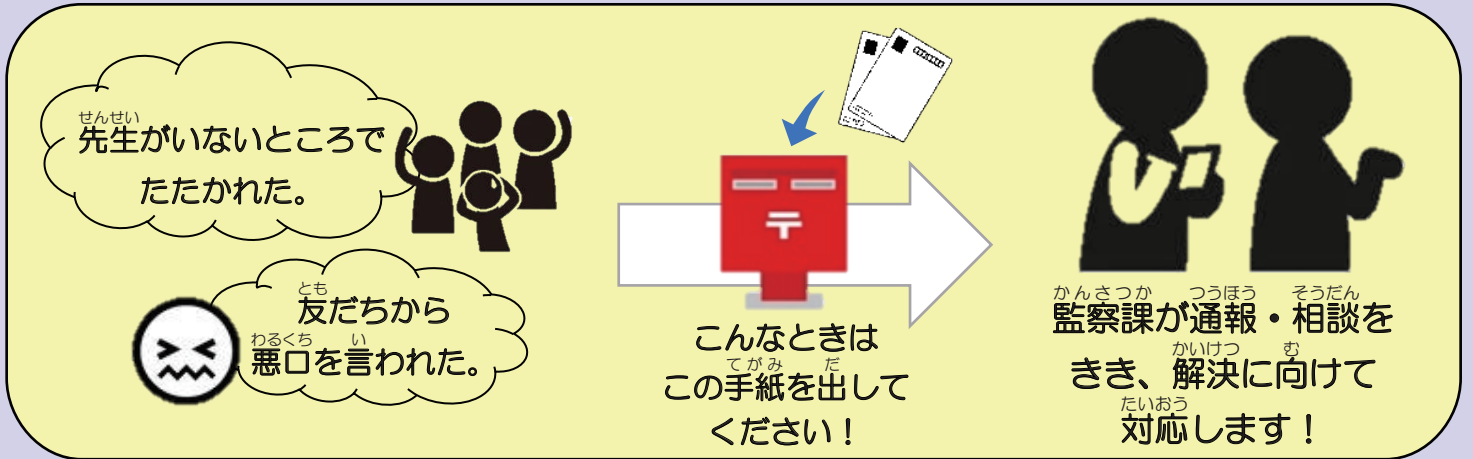 せんせい
先生がいないところで
たたかれた。
とも
友だちから
わるくち い
悪口を言われた。
〒
こんなときは
てがみ だ
この手紙を出して
ください！
かんさつか つうほう そうだん
監察課が通報・相談を
かいけつ む
きき、解決に向けて
たいおう
対応します！